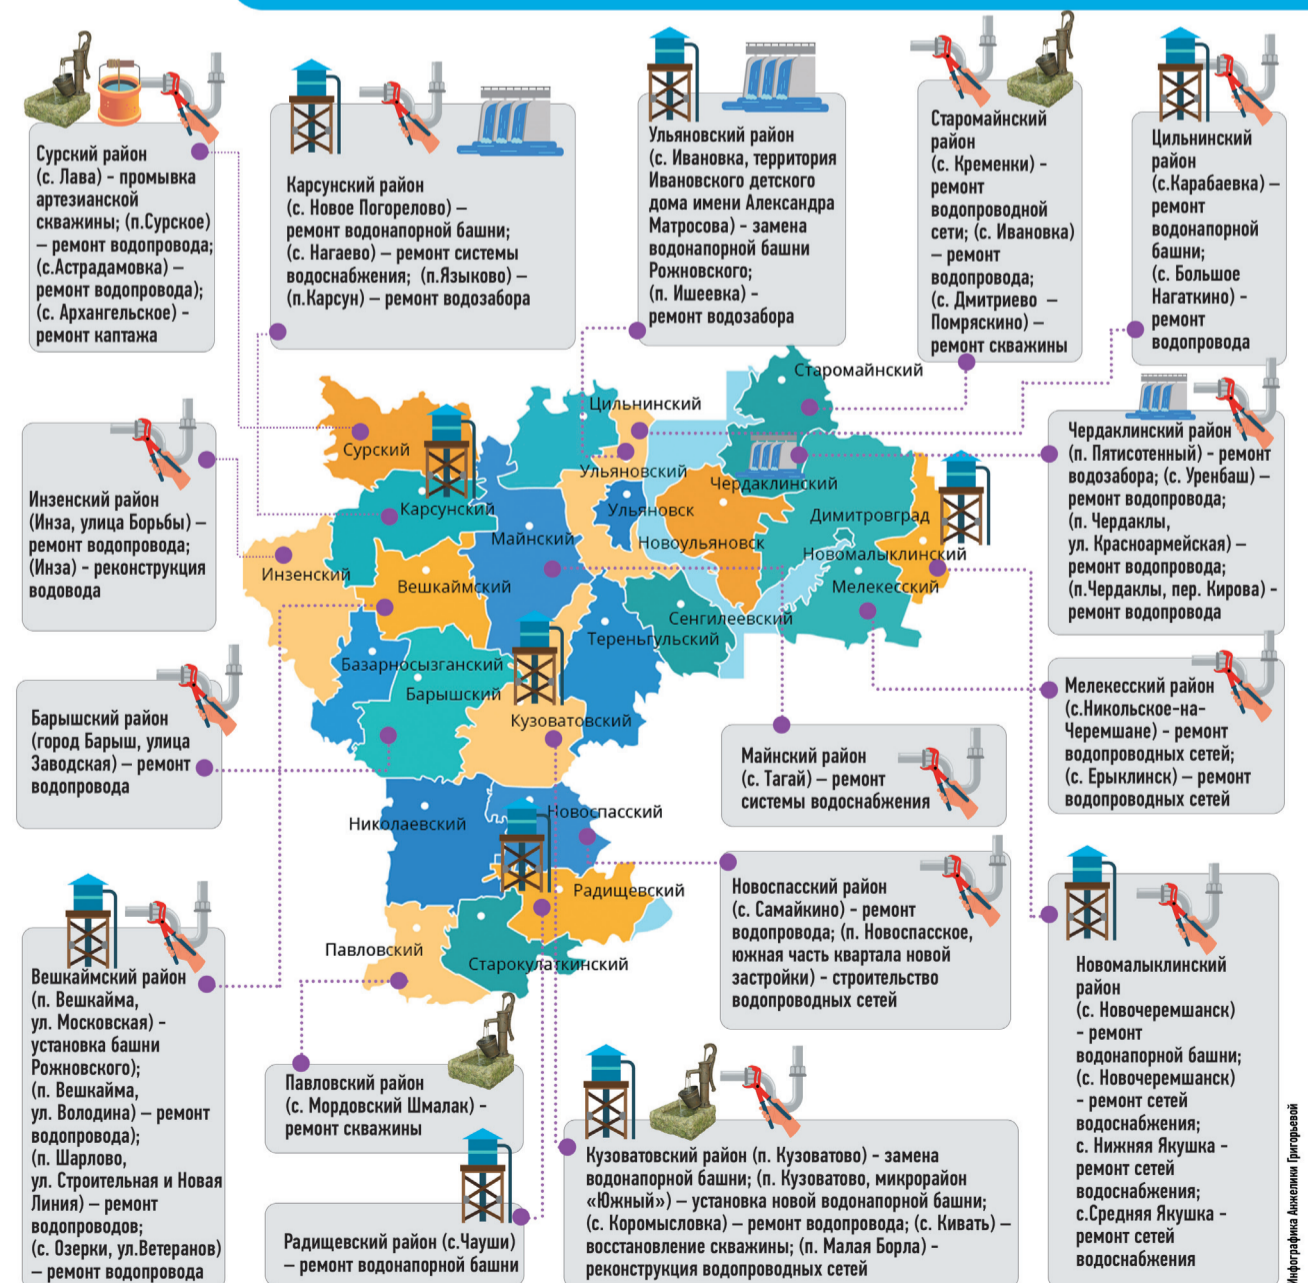 Сурский район
(с. Лава) - промывка
артезианской
скважины; (п.Сурское)
– ремонт водопровода;
(с.Астрадамовка) –
ремонт водопровода);
(с. Архангельское) -
ремонт каптажа
Карсунский район
(с. Новое Погорелово) –
ремонт водонапорной башни;
(с. Нагаево) – ремонт системы
водоснабжения; (п.Языково) –
(п.Карсун) – ремонт водозабора
Ульяновский район
(с. Ивановка, территория
Ивановского детского
дома имени Александра
Матросова) - замена
водонапорной башни
Рожновского;
(п. Ишеевка) -
ремонт водозабора
Старомайнский
район
(с. Кременки) -
ремонт
водопроводной
сети; (с. Ивановка)
– ремонт
водопровода;
(с. Дмитриево –
Помряскино) –
ремонт скважины
Цильнинский
район
(с.Карабаевка) –
ремонт
водонапорной
башни;
(с. Большое
Нагаткино) -
ремонт
водопровода
Инзенский район
(Инза, улица Борьбы) –
ремонт водопровода;
(Инза) - реконструкция
водовода
Барышский район
(город Барыш, улица
Заводская) – ремонт
водопровода
Вешкаймский район
(п. Вешкайма,
ул. Московская) -
установка башни
Рожновского);
(п. Вешкайма,
ул. Володина) – ремонт
водопровода);
(п. Шарлово,
ул. Строительная и Новая
Линия) – ремонт
водопроводов;
(с. Озерки, ул.Ветеранов)
– ремонт водопровода
Старомайнский
Цильнинский
Сурский
Ульяновский
Чердаклинский
Карсунский
Ульяновск
Димитровград
Майнский
Новоульяновск
Новомалыклинский
Инзенский
Вешкаймский
Мелекесский
Сенгилеевский
Тереньгульский
Базарносызганский
Барышский
Кузоватовский
Николаевский
Новоспасский
Радищевский
Павловский
Старокулаткинский
Чердаклинский район
(п. Пятисотенный) - ремонт
водозабора; (с. Уренбаш) –
ремонт водопровода;
(п. Чердаклы,
ул. Красноармейская) –
ремонт водопровода;
(п.Чердаклы, пер. Кирова) -
ремонт водопровода
Мелекесский район
(с.Никольское-на-
Черемшане) - ремонт
водопроводных сетей;
(с. Ерыклинск) – ремонт
водопроводных сетей
Майнский район
(с. Тагай) – ремонт
системы водоснабжения
Новоспасский район
(с. Самайкино) - ремонт
водопровода; (п. Новоспасское,
южная часть квартала новой
застройки) - строительство
водопроводных сетей
Новомалыклинский
район
(с. Новочеремшанск)
- ремонт
водонапорной башни;
(с. Новочеремшанск)
- ремонт сетей
водоснабжения;
с. Нижняя Якушка -
ремонт сетей
водоснабжения;
с.Средняя Якушка -
ремонт сетей
водоснабжения
Павловский район
(с. Мордовский Шмалак) -
ремонт скважины
Радищевский район (с.Чауши)
– ремонт водонапорной башни
Кузоватовский район (п. Кузоватово) - замена
водонапорной башни; (п. Кузоватово, микрорайон
«Южный») – установка новой водонапорной башни;
(с. Коромысловка) – ремонт водопровода; (с. Кивать) –
восстановление скважины; (п. Малая Борла) -
реконструкция водопроводных сетей
Инфографика Анжелики Григорьевой